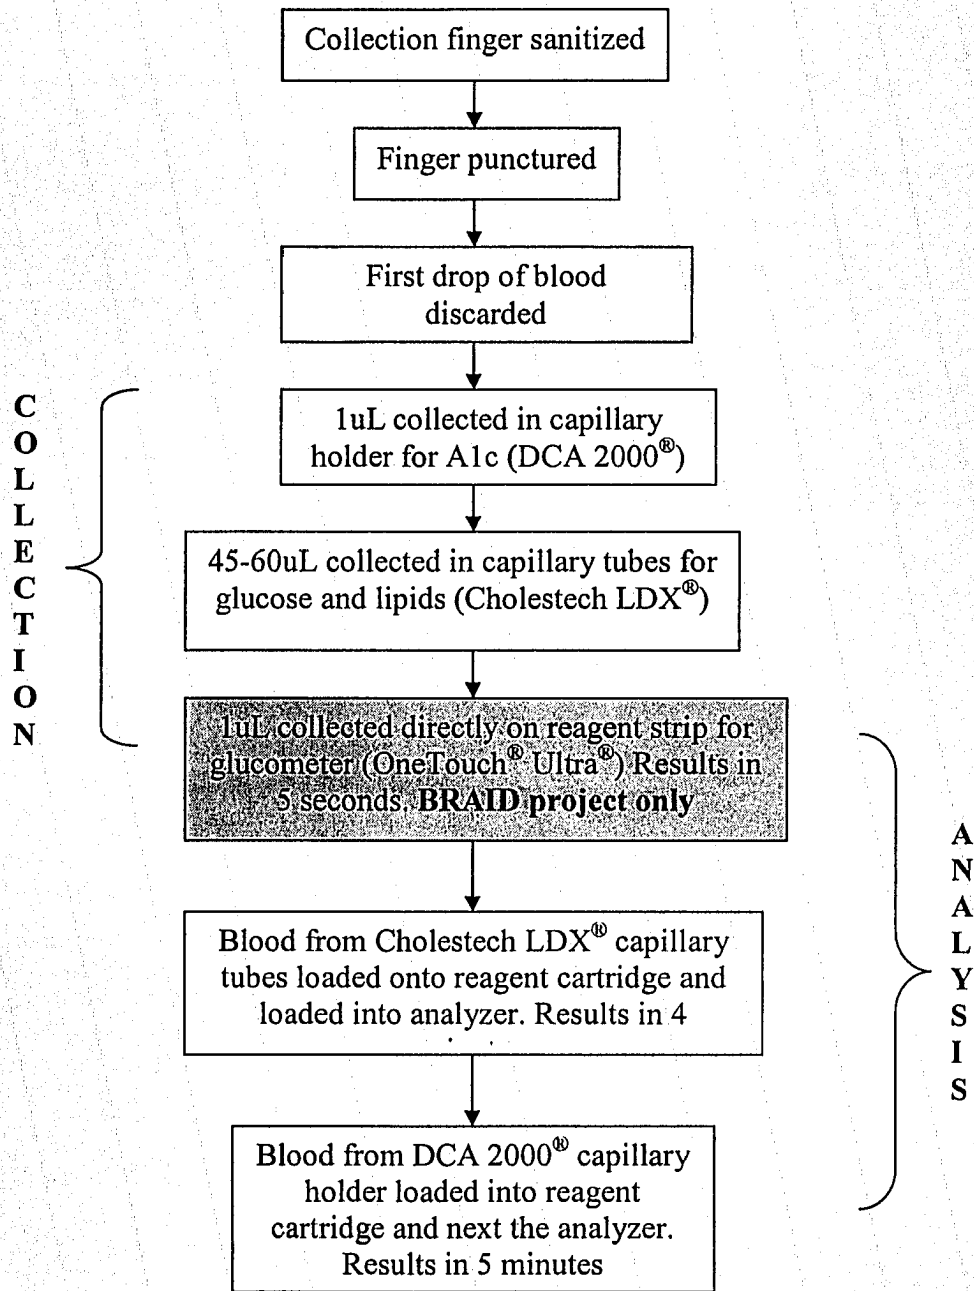 Collection finger sanitized
Finger punctured
First drop of blood
discarded
COLLECTION
1uL collected in capillary
holder for A1c (DCA 2000®)
45-60uL collected in capillary tubes for
glucose and lipids (Cholestech LDX®)
1uL collected directly on reagent strip for
glucometer (OneTouch® Ultra®) Results in
5 seconds. BRAID project only
ANALYSIS
Blood from Cholestech LDX® capillary
tubes loaded onto reagent cartridge and
loaded into analyzer. Results in 4
Blood from DCA 2000® capillary
holder loaded into reagent
cartridge and next the analyzer.
Results in 5 minutes